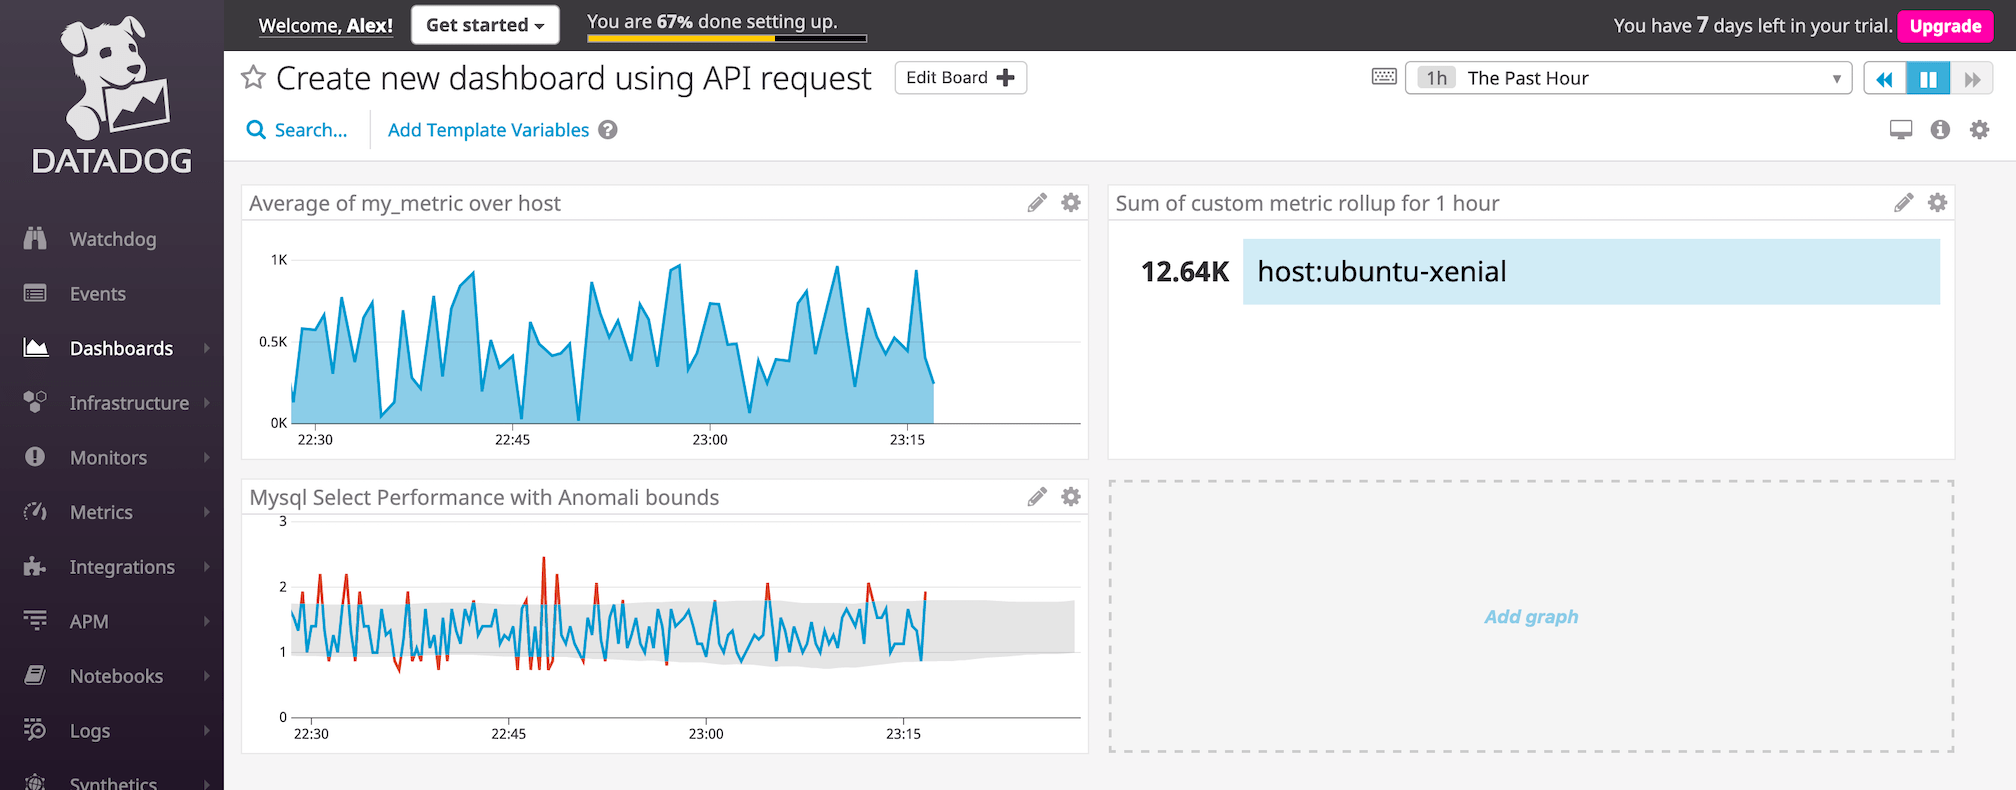 Welcome, Alex!
Get started
You are 67% done setting up.
You have 7 days left in your trial.
Upgrade
DATADOG
Create new dashboard using API request
Edit Board
1h The Past Hour
Search...
Add Template Variables
Watchdog
Events
Dashboards
Infrastructure
Monitors
Metrics
Integrations
APM
Notebooks
Logs
Synthetics
Average of my_metric over host
1K
0.5K
0K
22:30 22:45 23:00 23:15
Sum of custom metric rollup for 1 hour
12.64K host:ubuntu-xenial
Mysql Select Performance with Anomali bounds
3
2
1
0
22:30 22:45 23:00 23:15
Add graph